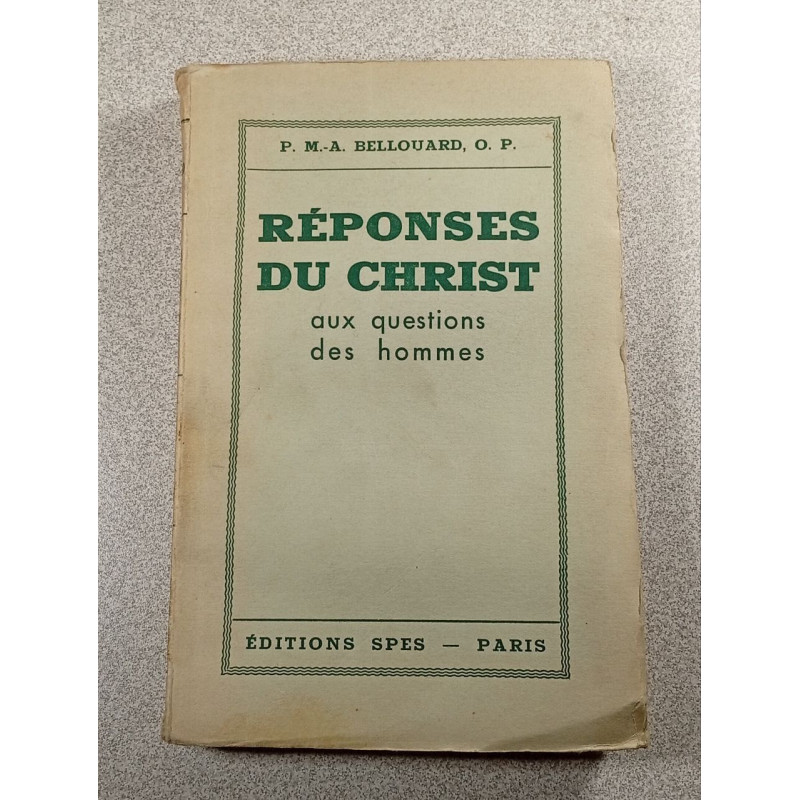 P. M.-A. BELLOUARD, O. P.
RÉPONSES
DU CHRIST
aux questions
des hommes
ÉDITIONS SPES — PARIS